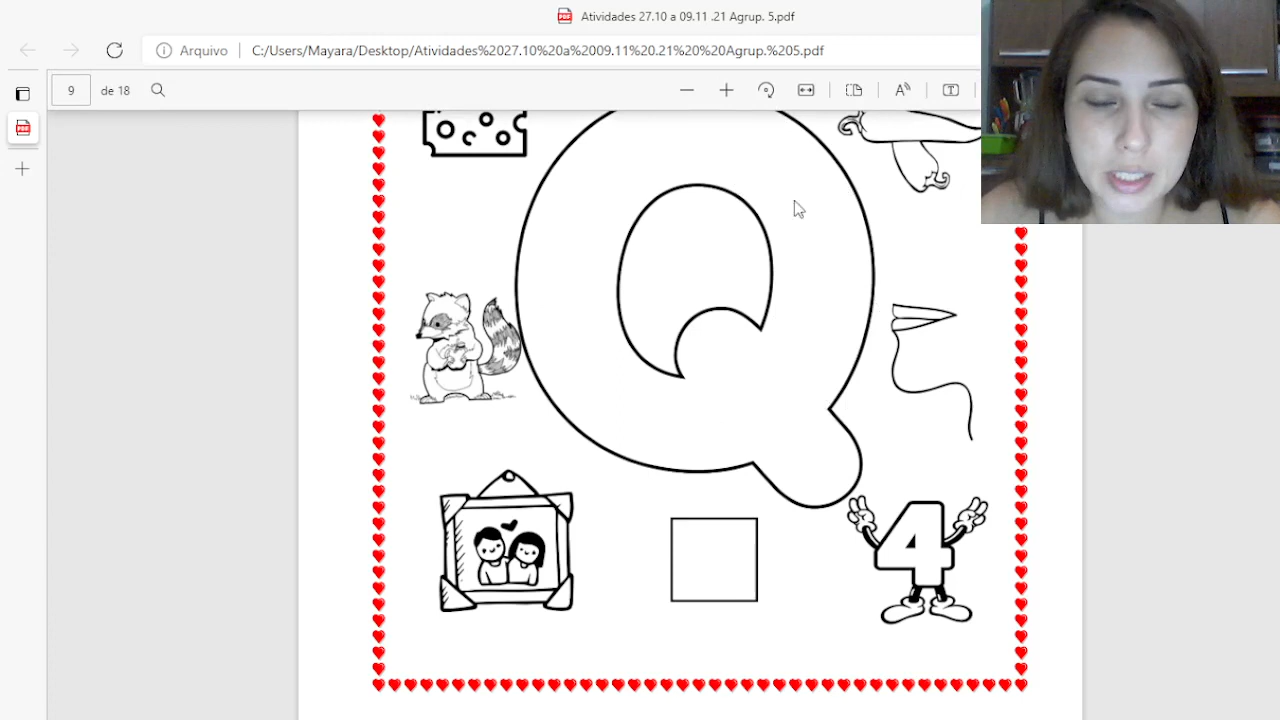 PDF Atividades 27.10 a 09.11 .21 Agrup. 5.pdf
Arquivo C:/Users/Mayara/Desktop/Atividades%2027.10%20a%2009.11%20.21%20%20Agrup.%205.pdf
9 de 18
Q
4